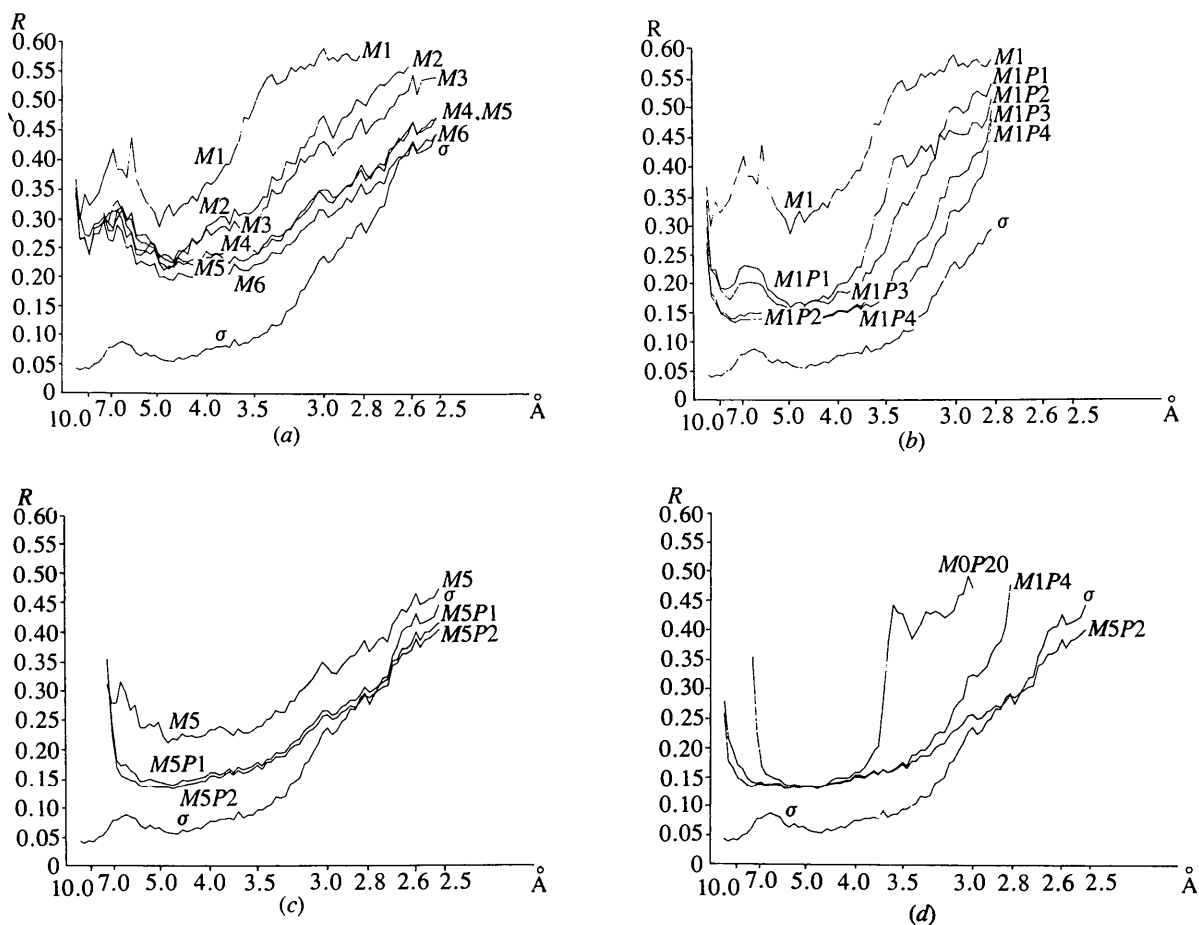 R
0.60
0.55
0.50
0.45
0.40
0.35
0.30
0.25
0.20
0.15
0.10
0.05
0
M1
M2
M3
M4,M5
M6
σ
M1
M2
M3
M4
M5
M6
σ
10.0 7.0 5.0 4.0 3.5 3.0 2.8 2.6 2.5 Å
(a)
R
0.60
0.55
0.50
0.45
0.40
0.35
0.30
0.25
0.20
0.15
0.10
0.05
0
M1
M1P1
M1P2
M1P3
M1P4
M1
σ
M1P1
M1P3
M1P2
M1P4
10.0 7.0 5.0 4.0 3.5 3.0 2.8 2.6 2.5 Å
(b)
R
0.60
0.55
0.50
0.45
0.40
0.35
0.30
0.25
0.20
0.15
0.10
0.05
0
M5
σ
M5P1
M5P2
M5
M5P1
M5P2
σ
10.0 7.0 5.0 4.0 3.5 3.0 2.8 2.6 2.5 Å
(c)
R
0.60
0.55
0.50
0.45
0.40
0.35
0.30
0.25
0.20
0.15
0.10
0.05
0
M0P20
M1P4
σ
M5P2
σ
10.0 7.0 5.0 4.0 3.5 3.0 2.8 2.6 2.5 Å
(d)